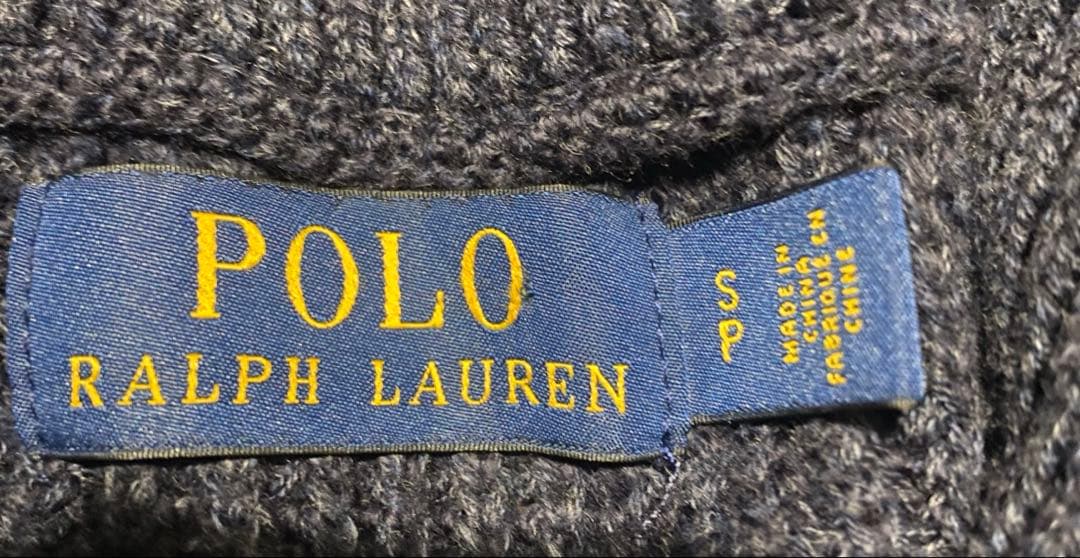 POLO
RALPH LAUREN
S
P
MADE IN
CHINA
FABRIQUÉ EN
CHINE